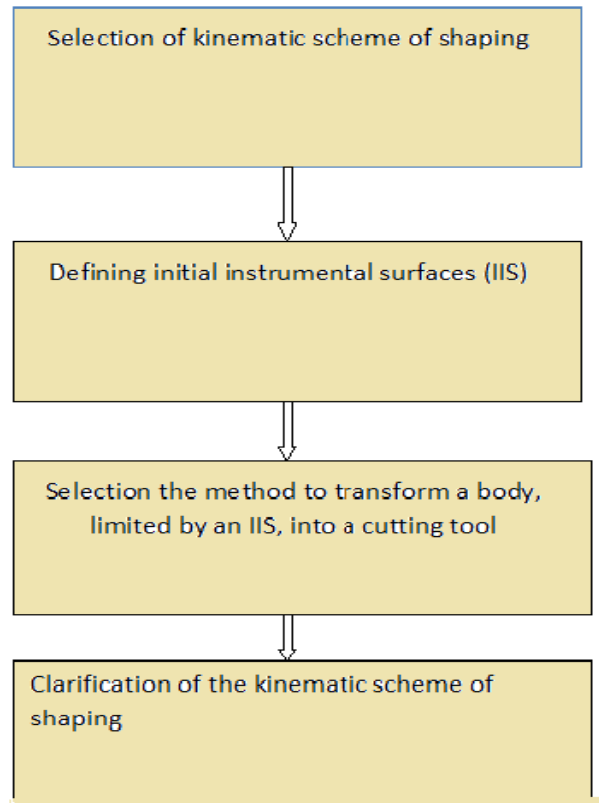 Selection of kinematic scheme of shaping
Defining initial instrumental surfaces (IIS)
Selection the method to transform a body,
limited by an IIS, into a cutting tool
Clarification of the kinematic scheme of
shaping